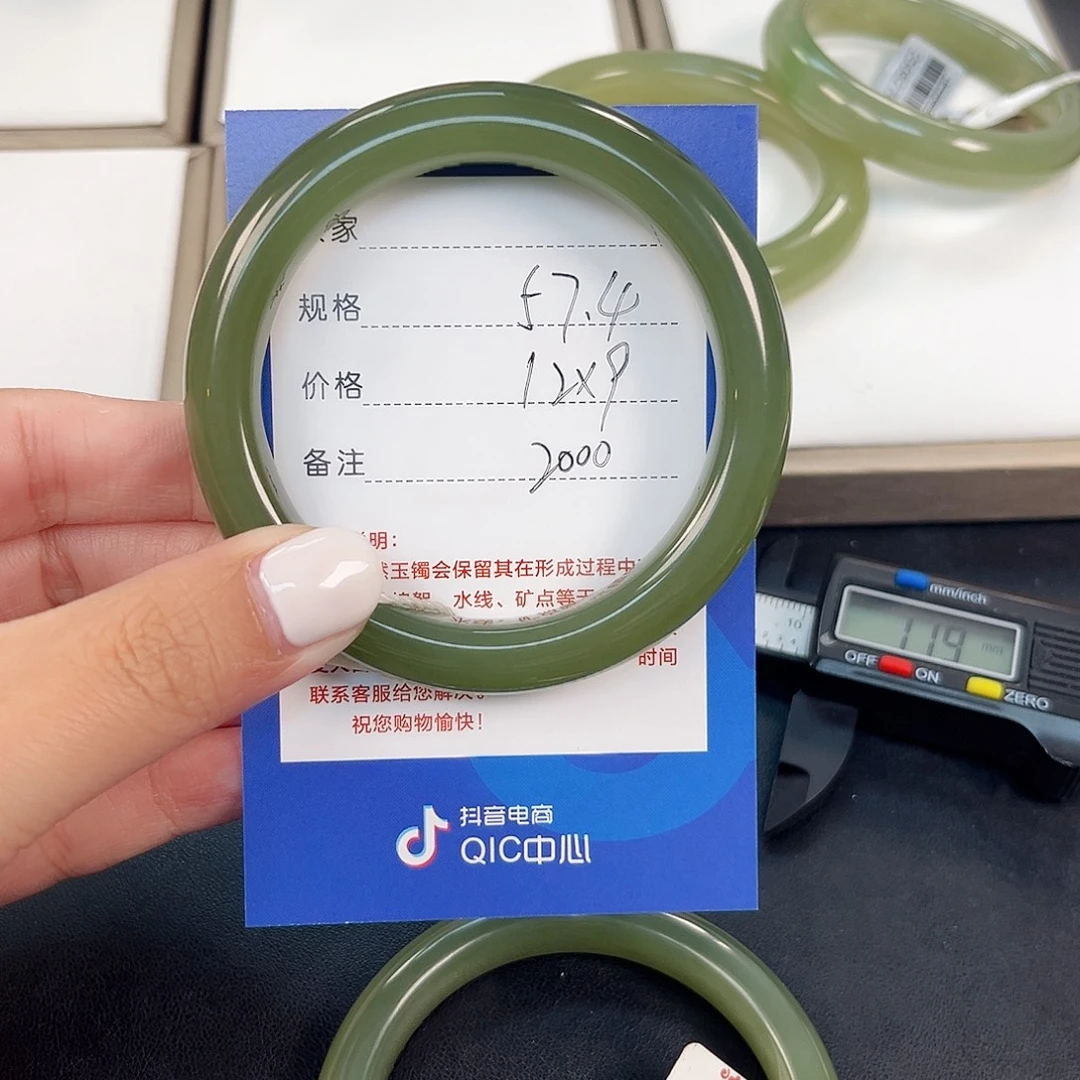 家
规格 57.4
价格 12x9
备注 2000
明：
玉镯会保留其在形成过程中
水线、矿点等
时间
联系客服给您解决。
祝您购物愉快！
抖音电商
QIC中心
10
mm/inch
119 mm
OFF ON ZERO